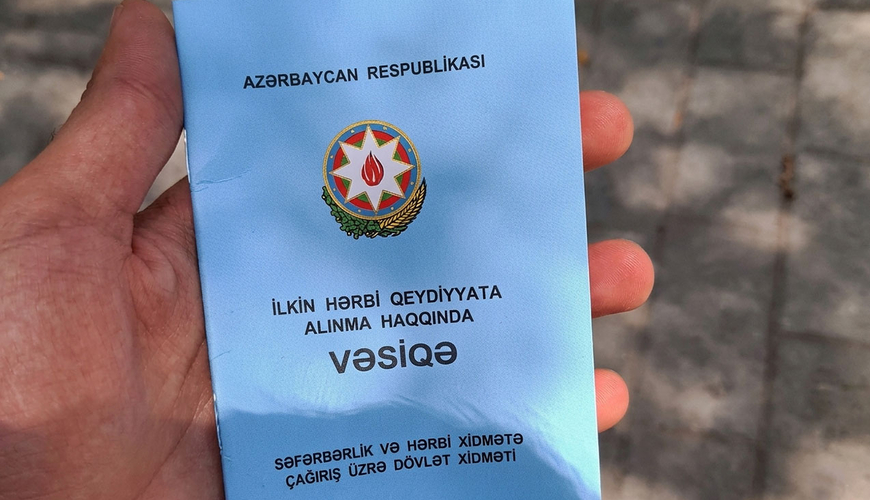 AZƏRBAYCAN RESPUBLİKASI
İLKİN HƏRBİ QEYDİYYATA
ALINMA HAQQINDA
VƏSİQƏ
SƏFƏRBƏRLİK VƏ HƏRBİ XİDMƏTƏ
ÇAĞIRIŞ ÜZRƏ DÖVLƏT XİDMƏTİ